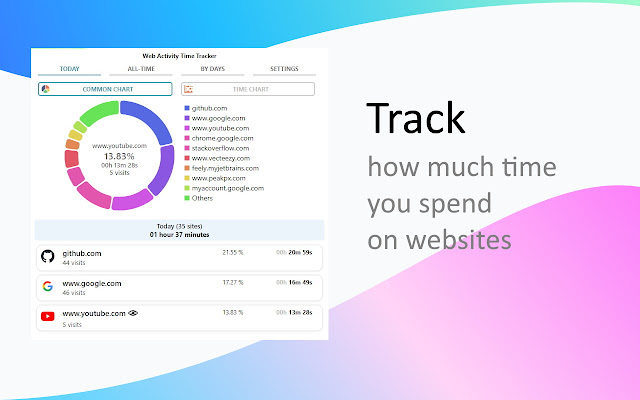 Web Activity Time Tracker
TODAY
ALL-TIME
BY DAYS
SETTINGS
COMMON CHART
TIME CHART
www.youtube.com
13.83%
00h 13m 28s
5 visits
github.com
www.google.com
www.youtube.com
chrome.google.com
stackoverflow.com
www.vecteezy.com
feely.myjetbrains.com
www.peakpx.com
myaccount.google.com
Others
Today (35 sites)
01 hour 37 minutes
github.com 21.55 % 00h 20m 59s
44 visits
www.google.com 17.27 % 00h 16m 49s
46 visits
www.youtube.com 13.83 % 00h 13m 28s
5 visits
Track
how much time
you spend
on websites